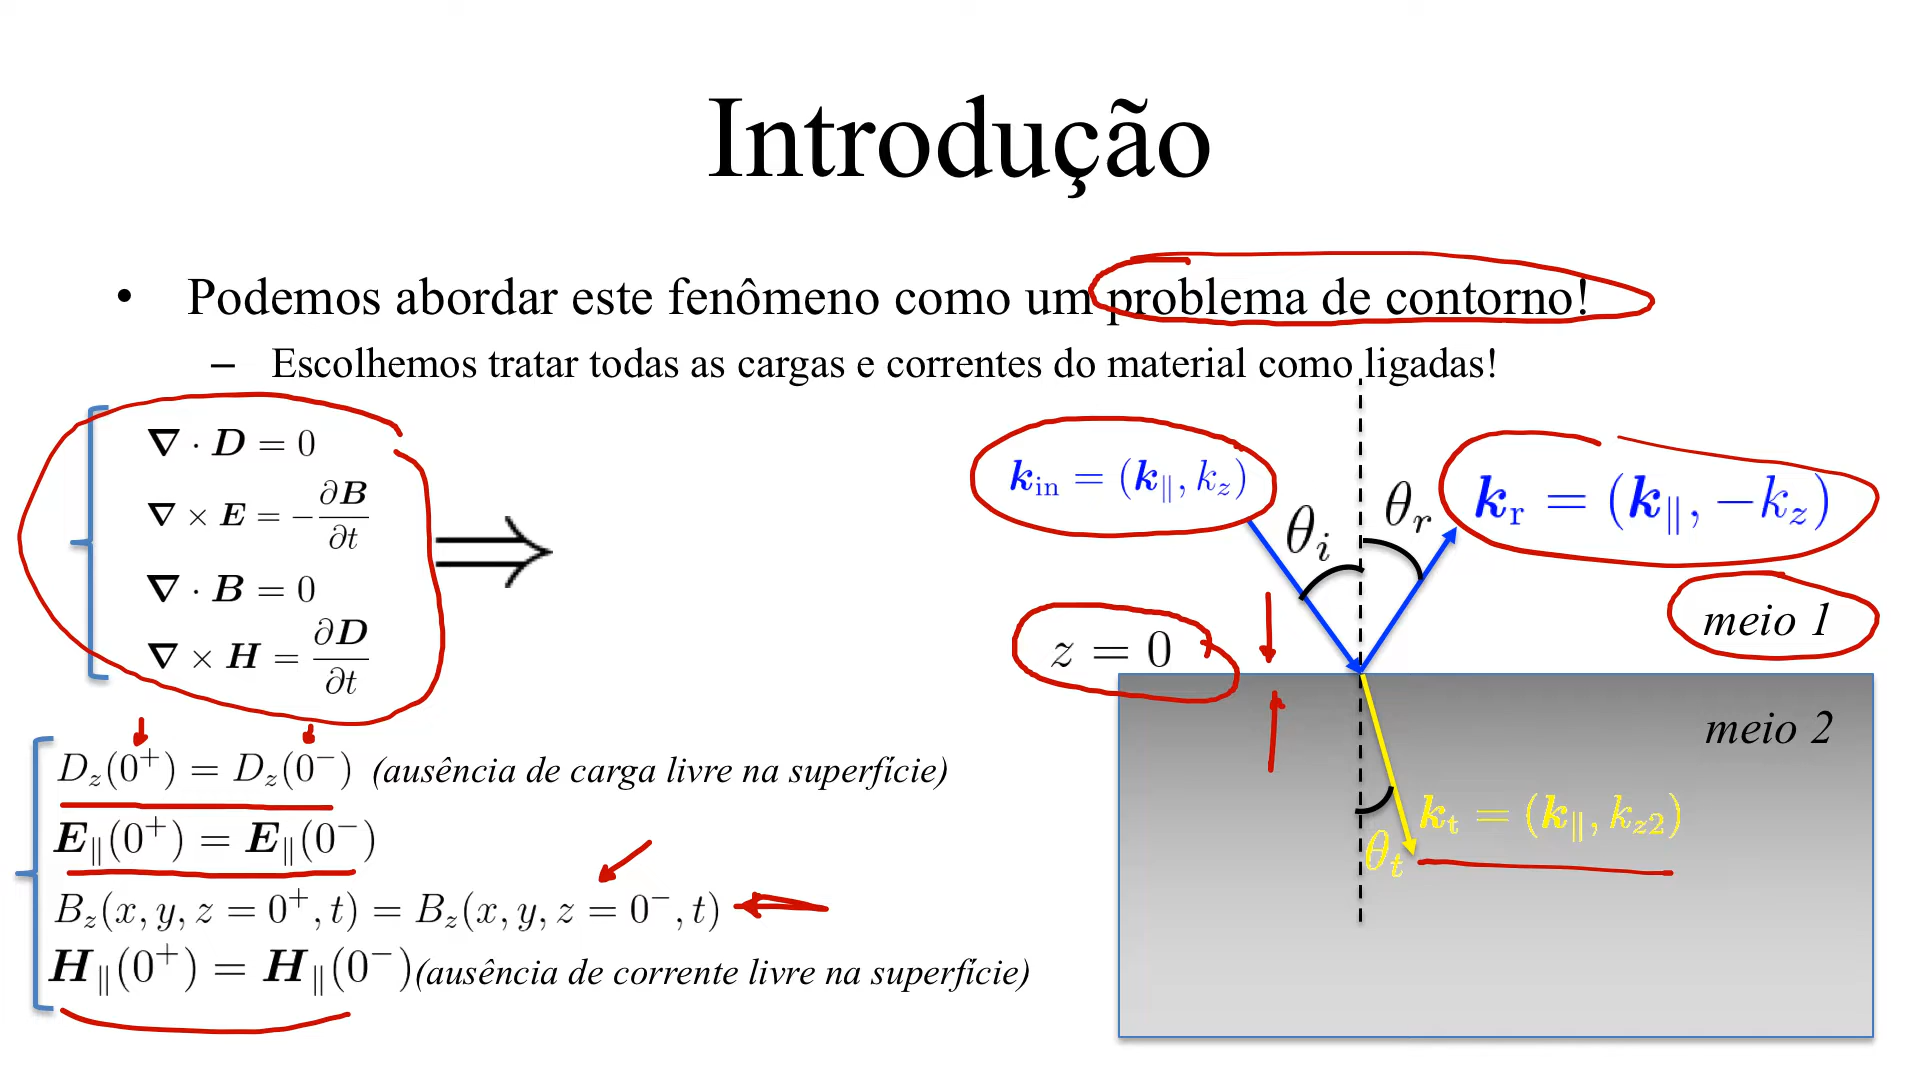 Introdução
• Podemos abordar este fenômeno como um problema de contorno!
– Escolhemos tratar todas as cargas e correntes do material como ligadas!
∇ · D = 0
∇ × E = −∂B/∂t
∇ · B = 0
∇ × H = ∂D/∂t
⇒
D_z(0⁺) = D_z(0⁻) (ausência de carga livre na superfície)
E_∥(0⁺) = E_∥(0⁻)
B_z(x, y, z = 0⁺, t) = B_z(x, y, z = 0⁻, t)
H_∥(0⁺) = H_∥(0⁻) (ausência de corrente livre na superfície)
k_in = (k_∥, k_z)
θ_i
θ_r
k_r = (k_∥, −k_z)
meio 1
z = 0
meio 2
k_t = (k_∥, k_z2)
θ_t